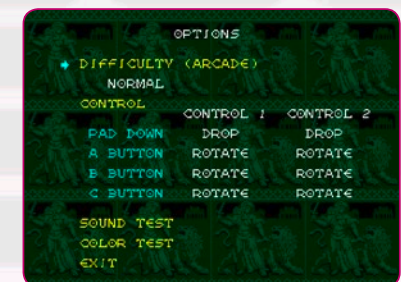 OPTIONS
DIFFICULTY (ARCADE)
NORMAL
CONTROL
CONTROL 1 CONTROL 2
PAD DOWN DROP DROP
A BUTTON ROTATE ROTATE
B BUTTON ROTATE ROTATE
C BUTTON ROTATE ROTATE
SOUND TEST
COLOR TEST
EXIT